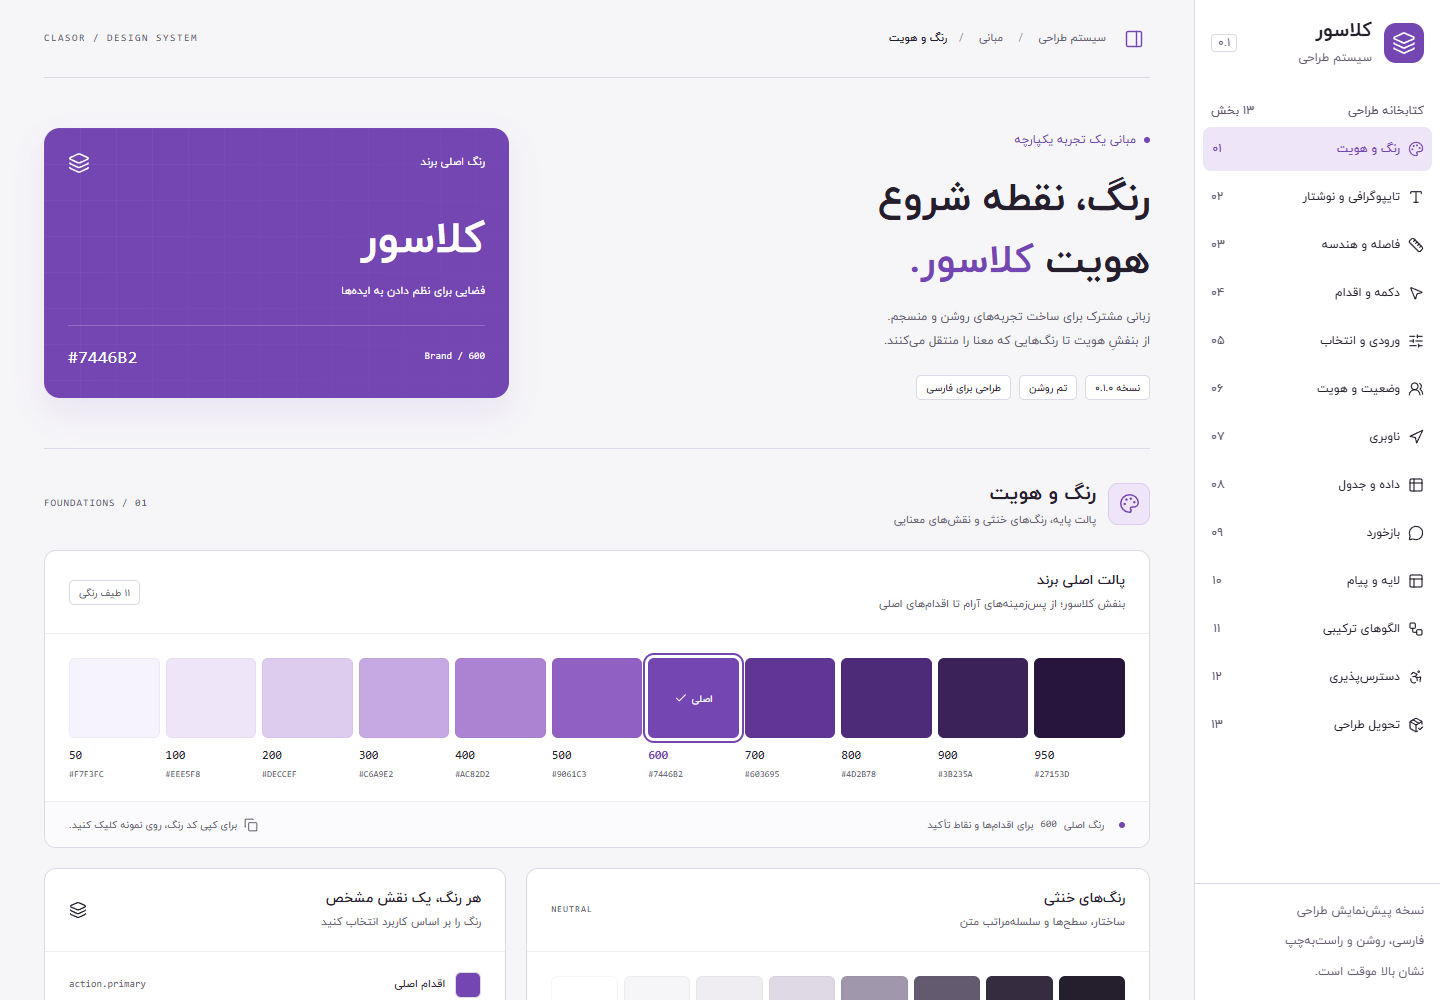 کلاسور
سیستم طراحی
۰.۱
کتابخانه طراحی
۱۳ بخش
رنگ و هویت
۰۱
تایپوگرافی و نوشتار
۰۲
فاصله و هندسه
۰۳
دکمه و اقدام
۰۴
ورودی و انتخاب
۰۵
وضعیت و هویت
۰۶
ناوبری
۰۷
داده و جدول
۰۸
بازخورد
۰۹
لایه و پیام
۱۰
الگوهای ترکیبی
۱۱
دسترس‌پذیری
۱۲
تحویل طراحی
۱۳
نسخه پیش‌نمایش طراحی
فارسی، روشن و راست‌به‌چپ
نشان بالا موقت است.
سیستم طراحی / مبانی / رنگ و هویت
CLASOR / DESIGN SYSTEM
مبانی یک تجربه یکپارچه
رنگ، نقطه شروع
هویت کلاسور.
زبانی مشترک برای ساخت تجربه‌های روشن و منسجم.
از بنفش هویت تا رنگ‌هایی که معنا را منتقل می‌کنند.
نسخه ۰.۱.۰
تم روشن
طراحی برای فارسی
رنگ اصلی برند
کلاسور
فضایی برای نظم دادن به ایده‌ها
Brand / 600
#7446B2
رنگ و هویت
پالت پایه، رنگ‌های خنثی و نقش‌های معنایی
FOUNDATIONS / 01
پالت اصلی برند
بنفش کلاسور؛ از پس‌زمینه‌های آرام تا اقدام‌های اصلی
۱۱ طیف رنگی
اصلی
50 100 200 300 400 500 600 700 800 900 950
#F7F3FC #EEE5F8 #DECCEF #C6A9E2 #AC82D2 #9061C3 #7446B2 #603695 #4D2B78 #3B235A #27153D
رنگ اصلی 600 برای اقدام‌ها و نقاط تأکید
برای کپی کد رنگ، روی نمونه کلیک کنید.
رنگ‌های خنثی
ساختار، سطح‌ها و سلسله‌مراتب متن
NEUTRAL
هر رنگ، یک نقش مشخص
رنگ را بر اساس کاربرد انتخاب کنید
اقدام اصلی
action.primary